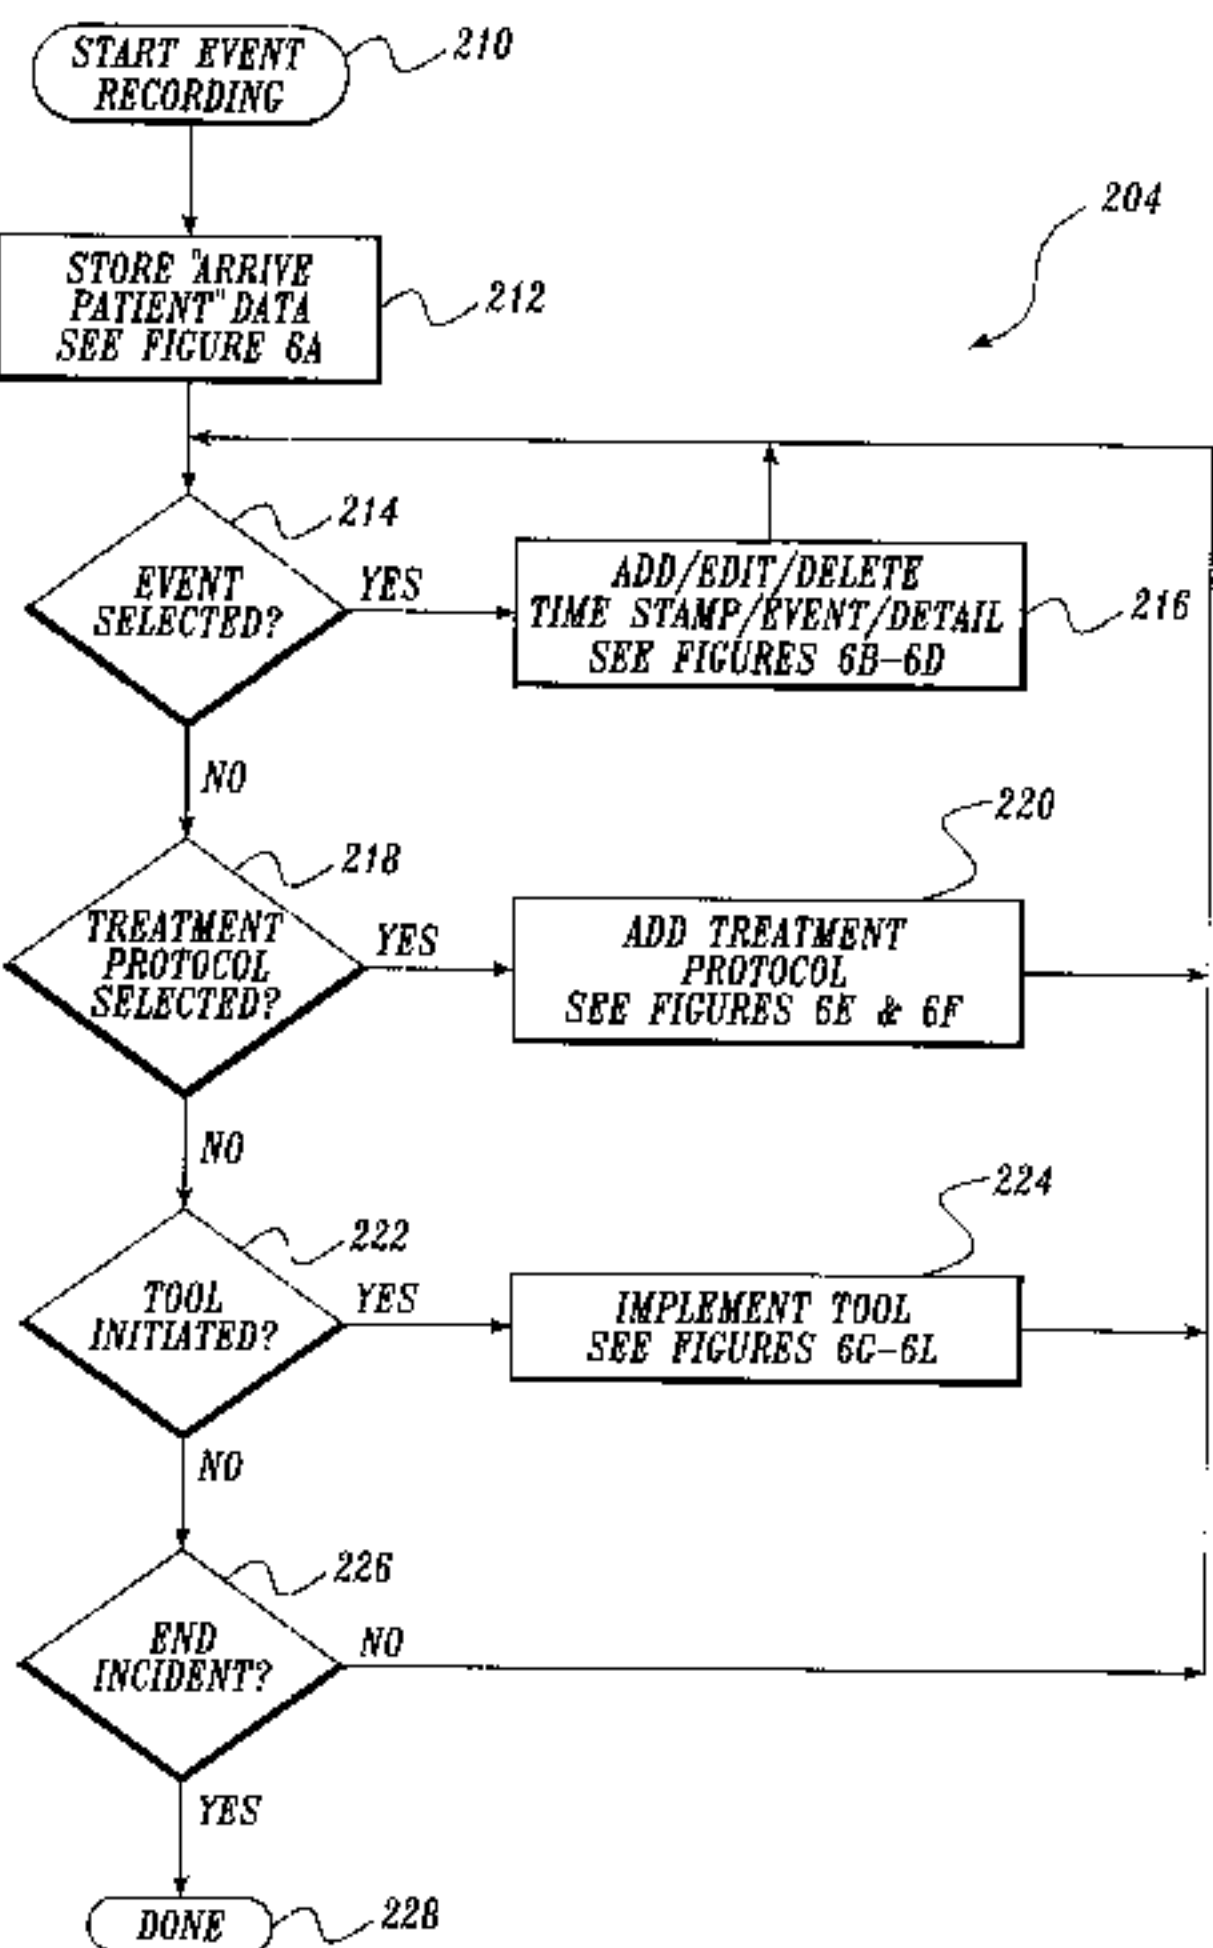 START EVENT
RECORDING
210
204
STORE "ARRIVE
PATIENT" DATA
SEE FIGURE 6A
212
214
EVENT
SELECTED?
YES
ADD/EDIT/DELETE
TIME STAMP/EVENT/DETAIL
SEE FIGURES 6B-6D
216
NO
218
TREATMENT
PROTOCOL
SELECTED?
YES
220
ADD TREATMENT
PROTOCOL
SEE FIGURES 6E & 6F
NO
222
TOOL
INITIATED?
YES
224
IMPLEMENT TOOL
SEE FIGURES 6G-6L
NO
226
END
INCIDENT?
NO
YES
DONE
228